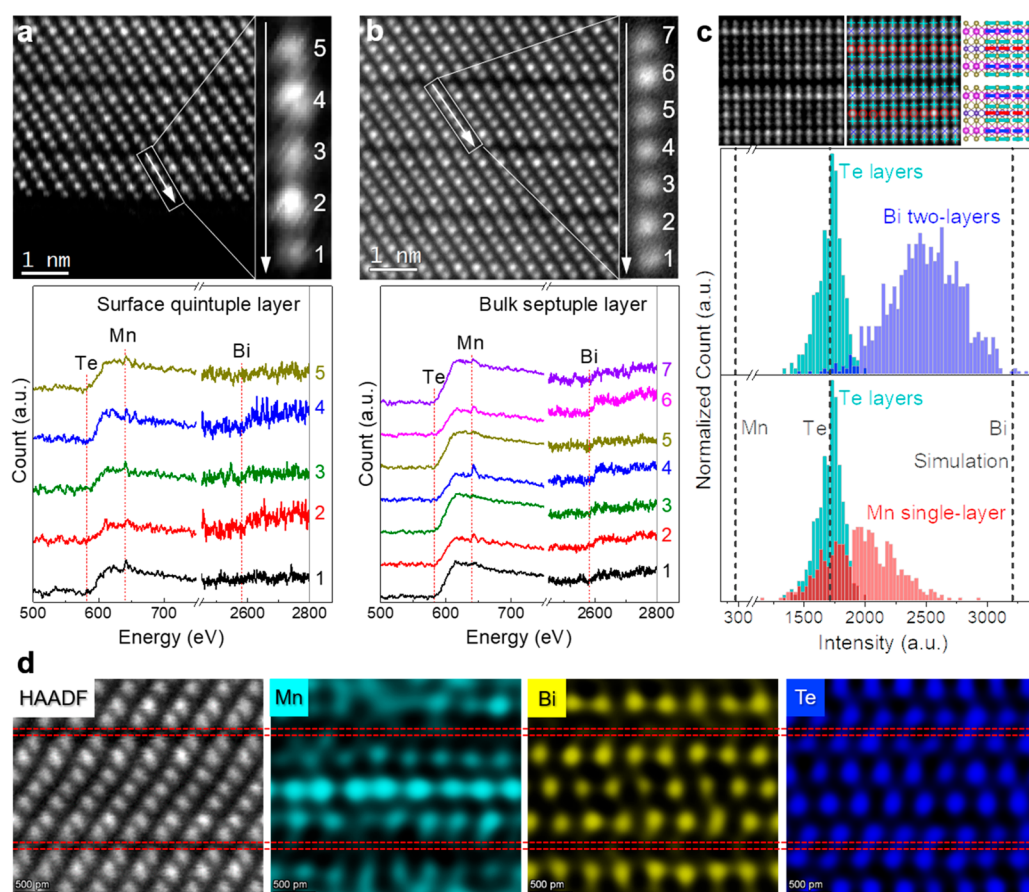 a
5
4
3
2
1
1 nm
b
7
6
5
4
3
2
1
1 nm
c
Surface quintuple layer
Te
Mn
Bi
5
4
3
2
1
Count (a.u.)
500
600
700
2600
2800
Energy (eV)
Bulk septuple layer
Te
Mn
Bi
7
6
5
4
3
2
1
Count (a.u.)
500
600
700
2600
2800
Energy (eV)
Te layers
Bi two-layers
Te layers
Mn
Te
Bi
Simulation
Mn single-layer
Normalized Count (a.u.)
300
1500
2000
2500
3000
Intensity (a.u.)
d
HAADF
Mn
Bi
Te
500 pm
500 pm
500 pm
500 pm